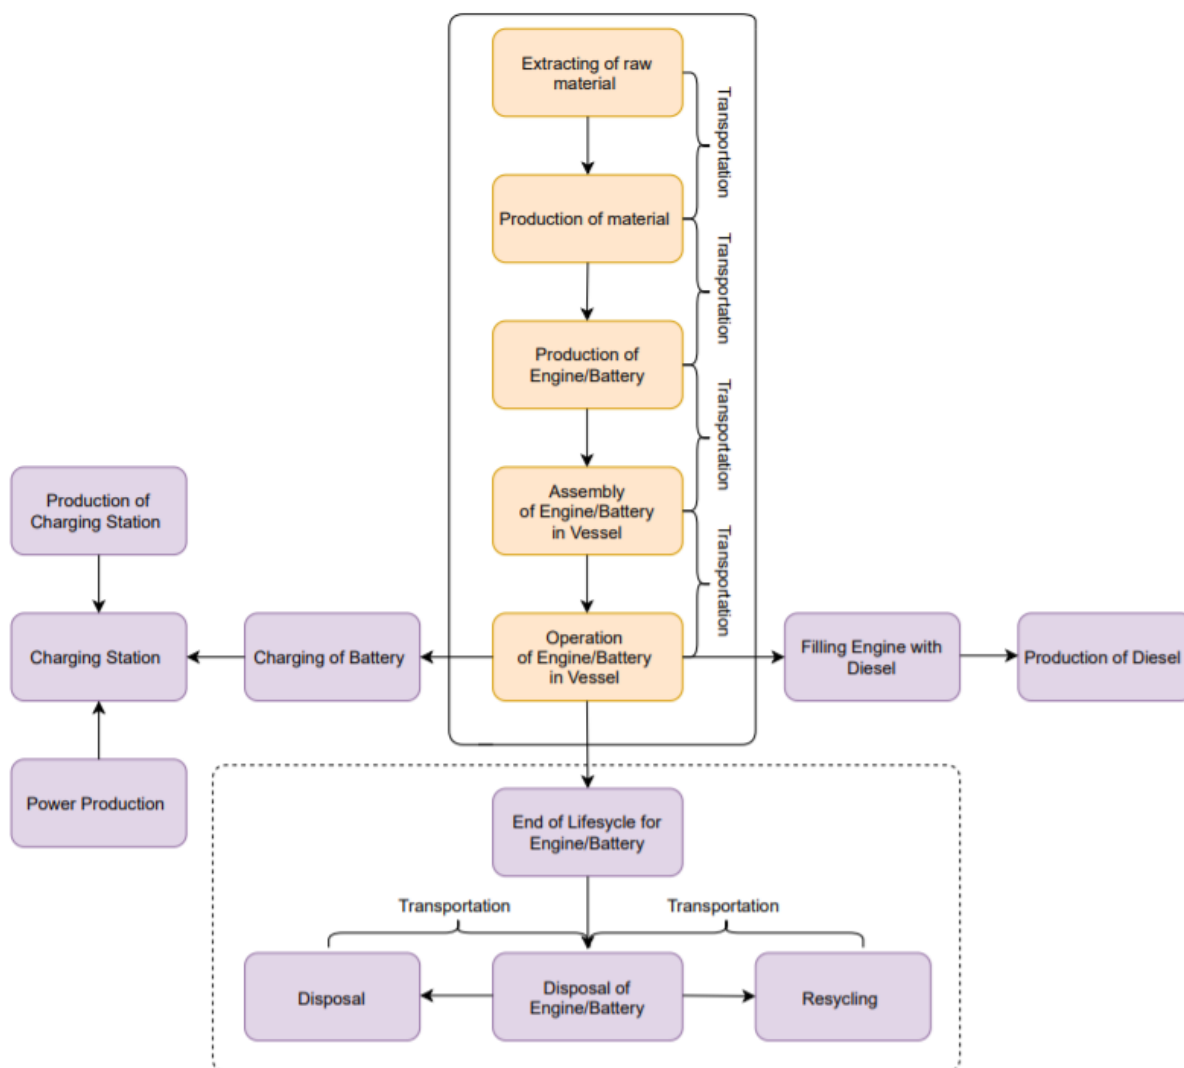 Extracting of raw
material
Transportation
Production of material
Transportation
Production of
Engine/Battery
Transportation
Assembly
of Engine/Battery
in Vessel
Transportation
Operation
of Engine/Battery
in Vessel
Production of
Charging Station
Charging Station
Charging of Battery
Power Production
Filling Engine with
Diesel
Production of Diesel
End of Lifesycle for
Engine/Battery
Transportation
Transportation
Disposal
Disposal of
Engine/Battery
Resycling